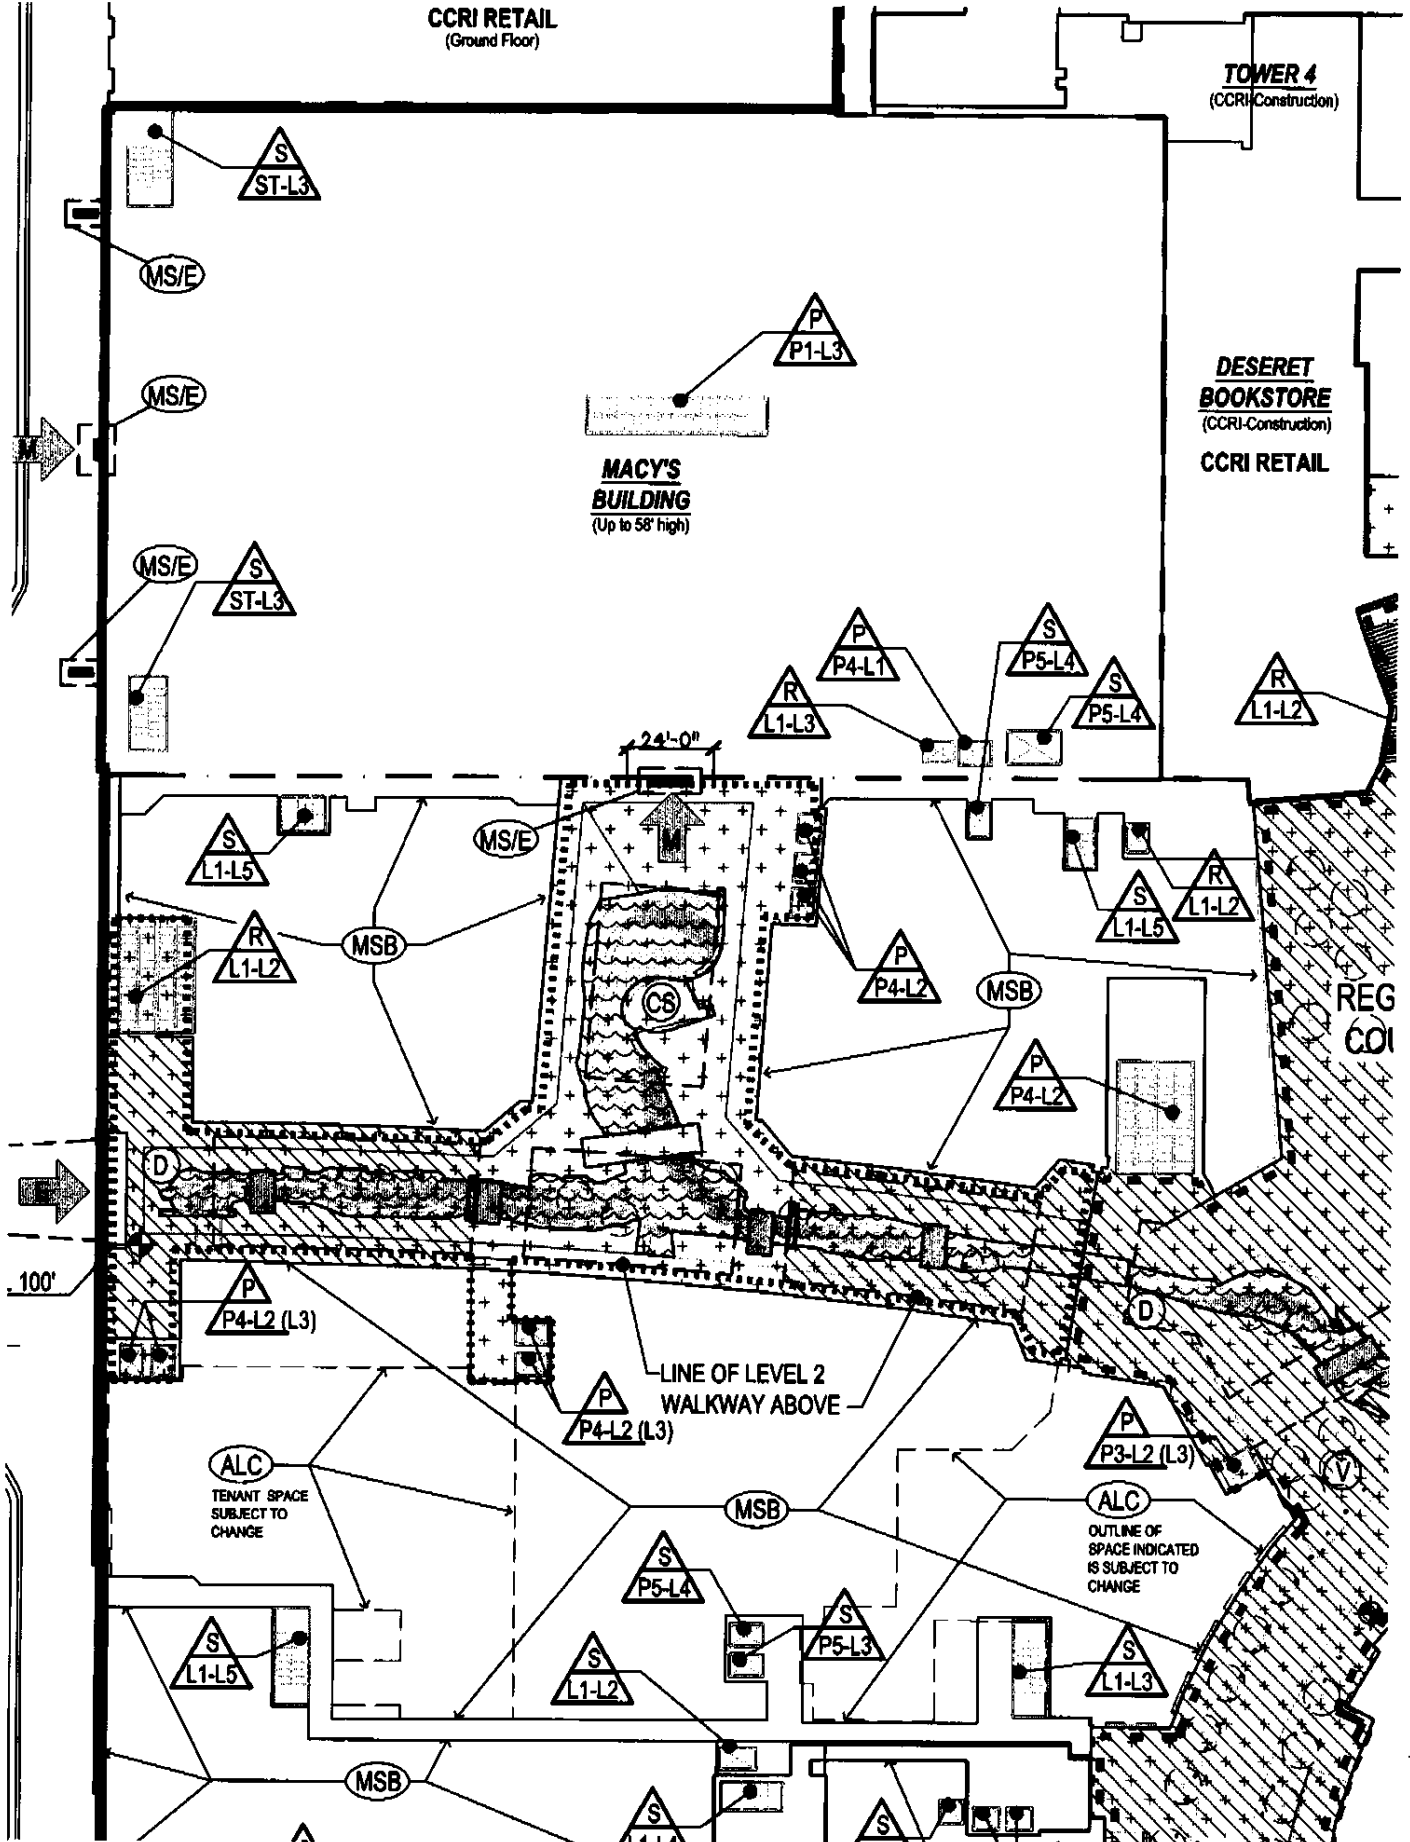 CCRI RETAIL
(Ground Floor)
TOWER 4
(CCRI-Construction)
S
ST-L3
MS/E
P
P1-L3
MS/E
M
DESERET
BOOKSTORE
(CCRI-Construction)
CCRI RETAIL
MACY'S
BUILDING
(Up to 58' high)
MS/E
S
ST-L3
P
P4-L1
S
P5-L4
R
L1-L3
S
P5-L4
R
L1-L2
24'-0"
MS/E
M
S
L1-L5
R
L1-L2
S
L1-L5
R
L1-L2
MSB
P
P4-L2
MSB
CS
REG
COU
P
P4-L2
D
100'
P
P4-L2 (L3)
D
LINE OF LEVEL 2
WALKWAY ABOVE
P
P4-L2 (L3)
P
P3-L2 (L3)
V
ALC
TENANT SPACE
SUBJECT TO
CHANGE
MSB
ALC
OUTLINE OF
SPACE INDICATED
IS SUBJECT TO
CHANGE
S
P5-L4
S
P5-L3
S
L1-L5
S
L1-L2
S
L1-L3
MSB
S
L1-L4
S